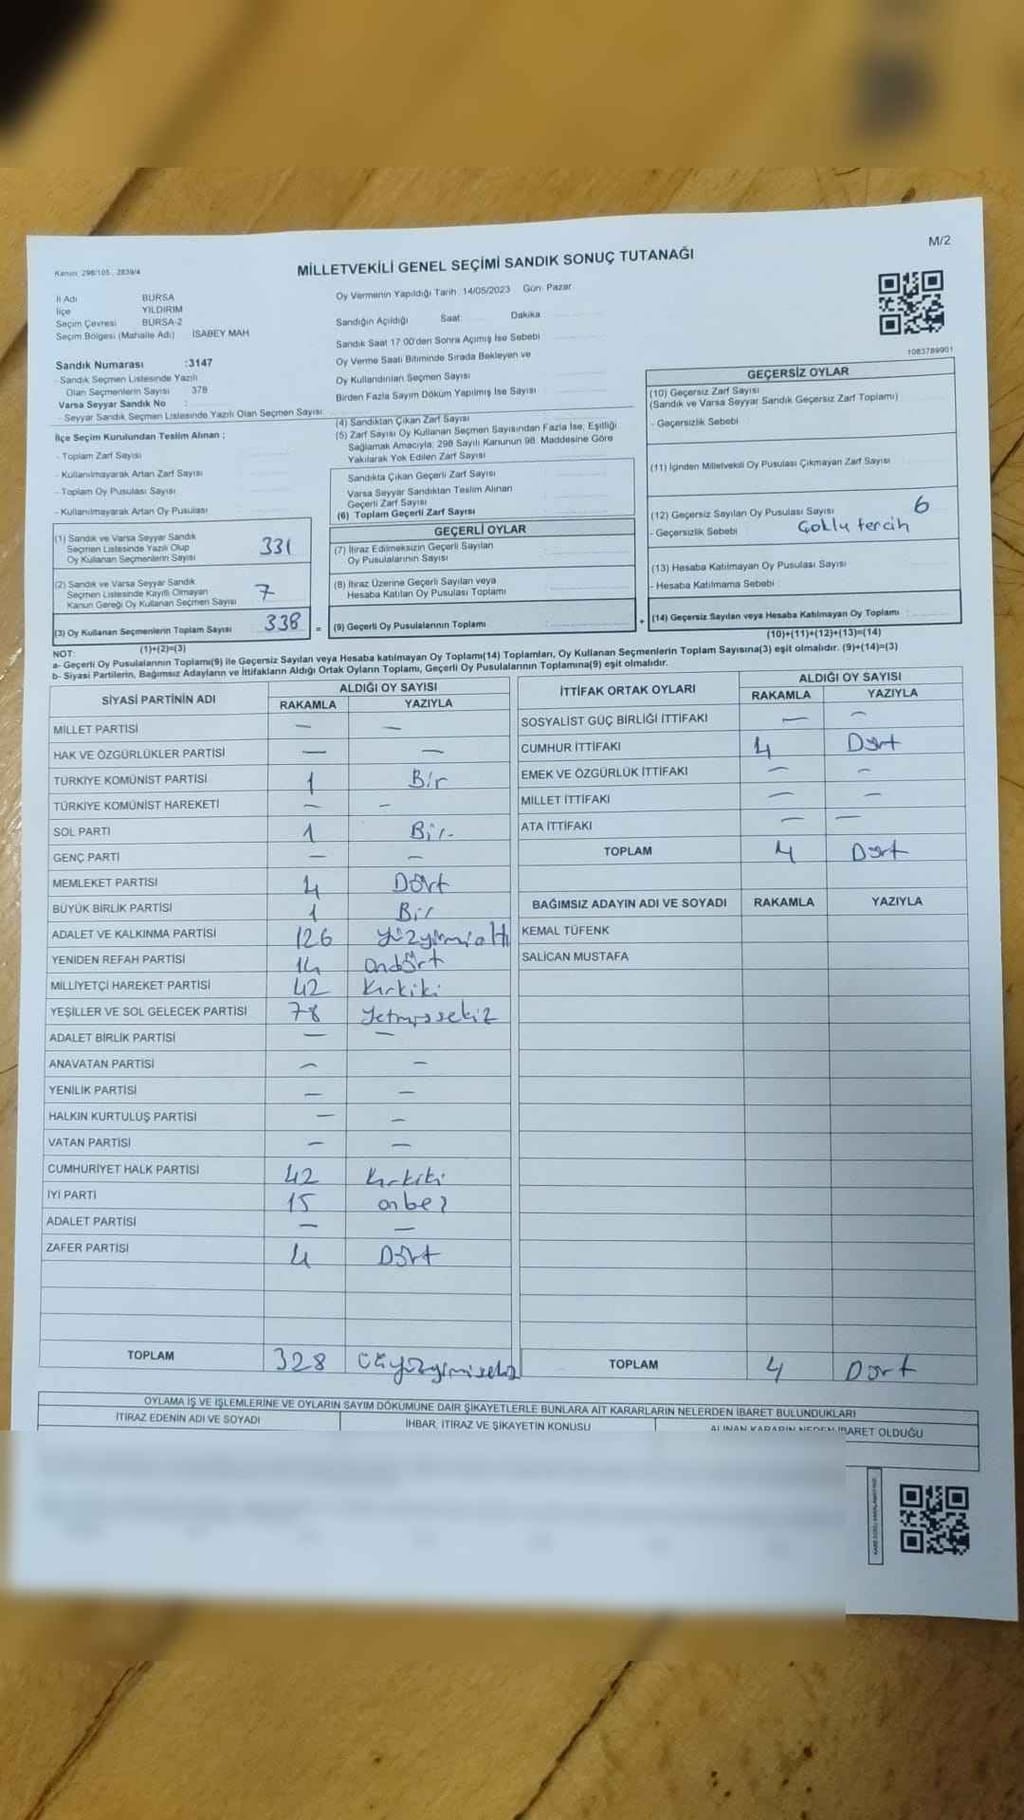 M/2
Kanun: 298/105 , 2839/4
MİLLETVEKİLİ GENEL SEÇİMİ SANDIK SONUÇ TUTANAĞI
İl Adı BURSA
İlçe YILDIRIM
Seçim Çevresi BURSA-2
Seçim Bölgesi (Mahalle Adı) İSABEY MAH
Sandık Numarası :3147
- Sandık Seçmen Listesinde Yazılı
Olan Seçmenlerin Sayısı 378
Varsa Seyyar Sandık No :
- Seyyar Sandık Seçmen Listesinde Yazılı Olan Seçmen Sayısı
Oy Vermenin Yapıldığı Tarih :14/05/2023 Gün: Pazar
Sandığın Açıldığı Saat: Dakika
Sandık Saat 17:00'den Sonra Açımış İse Sebebi
Oy Verme Saati Bitiminde Sırada Bekleyen ve
Oy Kullandırılan Seçmen Sayısı
Birden Fazla Sayım Döküm Yapılmış İse Sayısı
1083789901
İlçe Seçim Kurulundan Teslim Alınan ;
- Toplam Zarf Sayısı
- Kullanılmayarak Artan Zarf Sayısı
- Toplam Oy Pusulası Sayısı
- Kullanılmayarak Artan Oy Pusulası
(4) Sandıktan Çıkan Zarf Sayısı
(5) Zarf Sayısı Oy Kullanan Seçmen Sayısından Fazla İse; Eşitliği
Sağlamak Amacıyla; 298 Sayılı Kanunun 98. Maddesine Göre
Yakılarak Yok Edilen Zarf Sayısı
Sandıkta Çıkan Geçerli Zarf Sayısı
Varsa Seyyar Sandıktan Teslim Alınan
Geçerli Zarf Sayısı
(6) Toplam Geçerli Zarf Sayısı
GEÇERSİZ OYLAR
(10) Geçersiz Zarf Sayısı
(Sandık ve Varsa Seyyar Sandık Geçersiz Zarf Toplamı)
- Geçersizlik Sebebi
(11) İçinden Milletvekili Oy Pusulası Çıkmayan Zarf Sayısı
(12) Geçersiz Sayılan Oy Pusulası Sayısı 6
- Geçersizlik Sebebi Çoklu tercih
(13) Hesaba Katılmayan Oy Pusulası Sayısı
- Hesaba Katılmama Sebebi
(14) Geçersiz Sayılan veya Hesaba Katılmayan Oy Toplamı
(10)+(11)+(12)+(13)=(14)
(1) Sandık ve Varsa Seyyar Sandık
Seçmen Listesinde Yazılı Olup
Oy Kullanan Seçmenlerin Sayısı 331
(2) Sandık ve Varsa Seyyar Sandık
Seçmen Listesinde Kayıtlı Olmayan
Kanun Gereği Oy Kullanan Seçmen Sayısı 7
(3) Oy Kullanan Seçmenlerin Toplam Sayısı 338 =
(1)+(2)=(3)
GEÇERLİ OYLAR
(7) İtiraz Edilmeksizin Geçerli Sayılan
Oy Pusulalarının Sayısı
(8) İtiraz Üzerine Geçerli Sayılan veya
Hesaba Katılan Oy Pusulası Toplamı
(9) Geçerli Oy Pusulalarının Toplamı +
NOT:
a- Geçerli Oy Pusulalarının Toplamı(9) ile Geçersiz Sayılan veya Hesaba katılmayan Oy Toplamı(14) Toplamları, Oy Kullanan Seçmenlerin Toplam Sayısına(3) eşit olmalıdır. (9)+(14)=(3)
b- Siyasi Partilerin, Bağımsız Adayların ve İttifakların Aldığı Ortak Oyların Toplamı, Geçerli Oy Pusulalarının Toplamına(9) eşit olmalıdır.
SİYASİ PARTİNİN ADI ALDIĞI OY SAYISI
RAKAMLA YAZIYLA
MİLLET PARTİSİ — —
HAK VE ÖZGÜRLÜKLER PARTİSİ — —
TÜRKİYE KOMÜNİST PARTİSİ 1 Bir
TÜRKİYE KOMÜNİST HAREKETİ — —
SOL PARTİ 1 Bir
GENÇ PARTİ — —
MEMLEKET PARTİSİ 4 Dört
BÜYÜK BİRLİK PARTİSİ 1 Bir
ADALET VE KALKINMA PARTİSİ 126 Yüzyirmialtı
YENİDEN REFAH PARTİSİ 14 Ondört
MİLLİYETÇİ HAREKET PARTİSİ 42 Kırkiki
YEŞİLLER VE SOL GELECEK PARTİSİ 78 Yetmişsekiz
ADALET BİRLİK PARTİSİ — —
ANAVATAN PARTİSİ — —
YENİLİK PARTİSİ — —
HALKIN KURTULUŞ PARTİSİ — —
VATAN PARTİSİ — —
CUMHURİYET HALK PARTİSİ 42 Kırkiki
İYİ PARTİ 15 onbeş
ADALET PARTİSİ — —
ZAFER PARTİSİ 4 Dört
TOPLAM 328 Üçyüzyirmisekiz
İTTİFAK ORTAK OYLARI ALDIĞI OY SAYISI
RAKAMLA YAZIYLA
SOSYALİST GÜÇ BİRLİĞİ İTTİFAKI — —
CUMHUR İTTİFAKI 4 Dört
EMEK VE ÖZGÜRLÜK İTTİFAKI — —
MİLLET İTTİFAKI — —
ATA İTTİFAKI — —
TOPLAM 4 Dört
BAĞIMSIZ ADAYIN ADI VE SOYADI RAKAMLA YAZIYLA
KEMAL TÜFENK
SALİCAN MUSTAFA
TOPLAM 4 Dört
OYLAMA İŞ VE İŞLEMLERİNE VE OYLARIN SAYIM DÖKÜMÜNE DAİR ŞİKAYETLERLE BUNLARA AİT KARARLARIN NELERDEN İBARET BULUNDUKLARI
İTİRAZ EDENİN ADI VE SOYADI İHBAR, İTİRAZ VE ŞİKAYETİN KONUSU ALINAN KARARIN NEDEN İBARET OLDUĞU